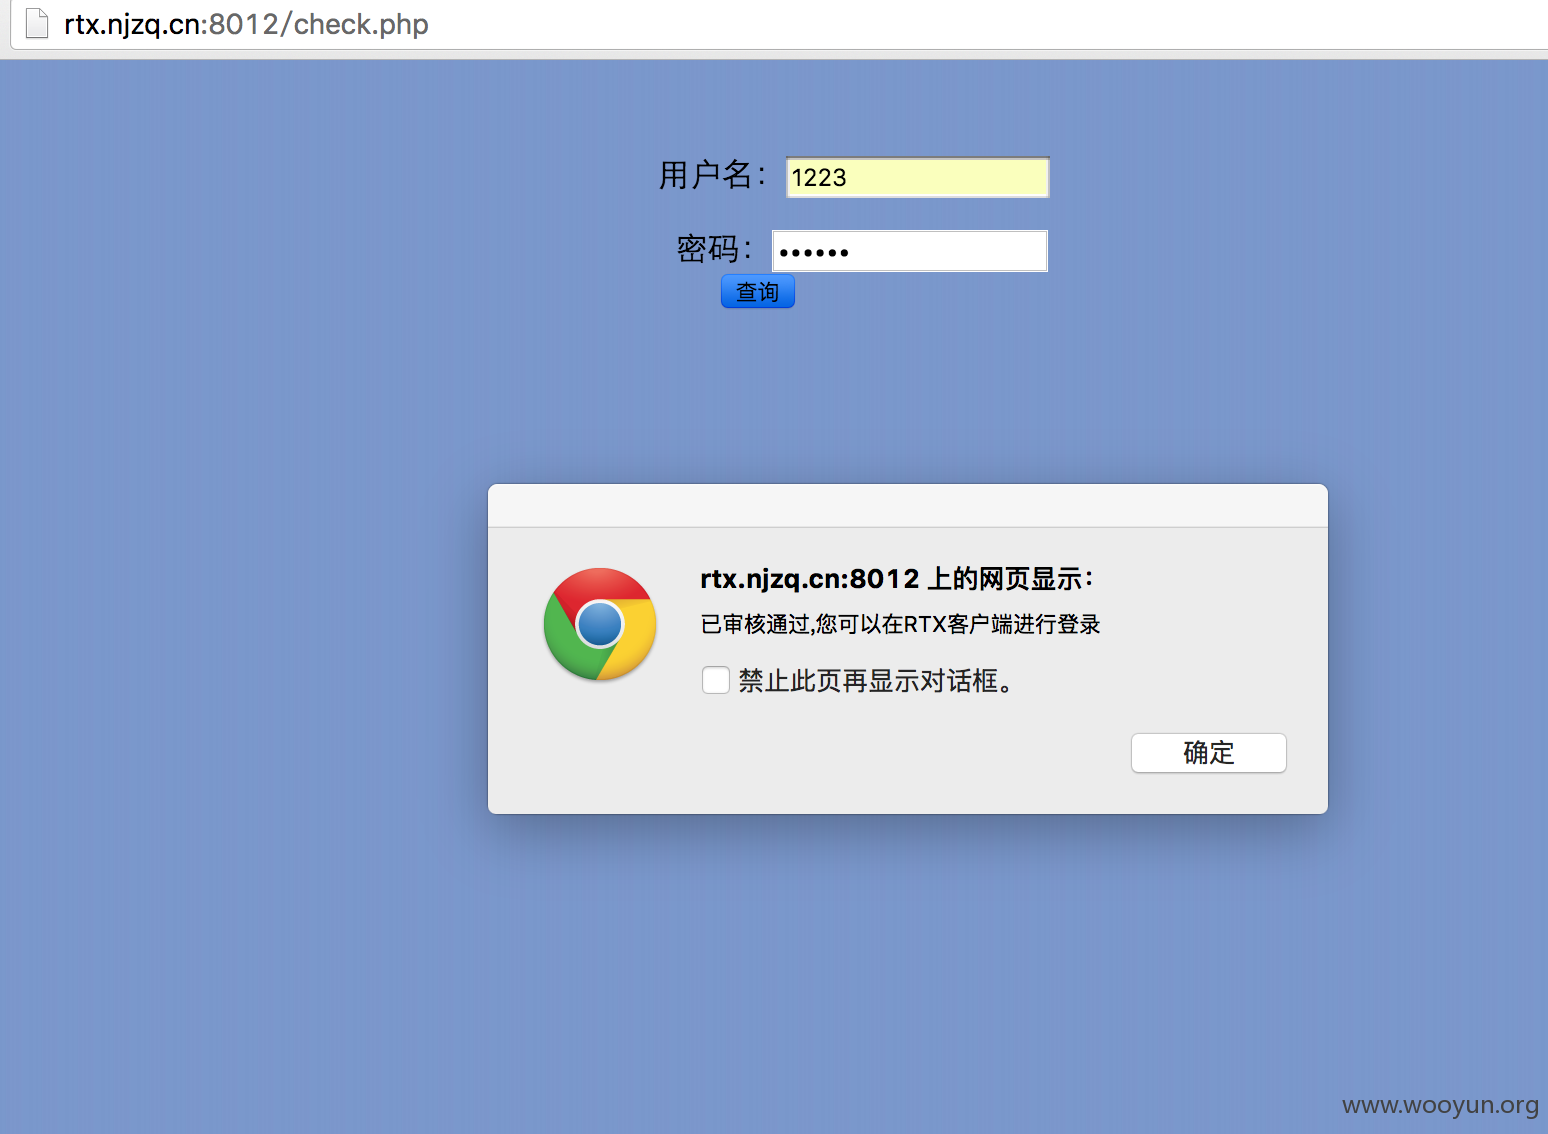 rtx.njzq.cn:8012/check.php
用户名：
1223
密码：
••••••
查询
rtx.njzq.cn:8012 上的网页显示：
已审核通过,您可以在RTX客户端进行登录
禁止此页再显示对话框。
确定
www.wooyun.org